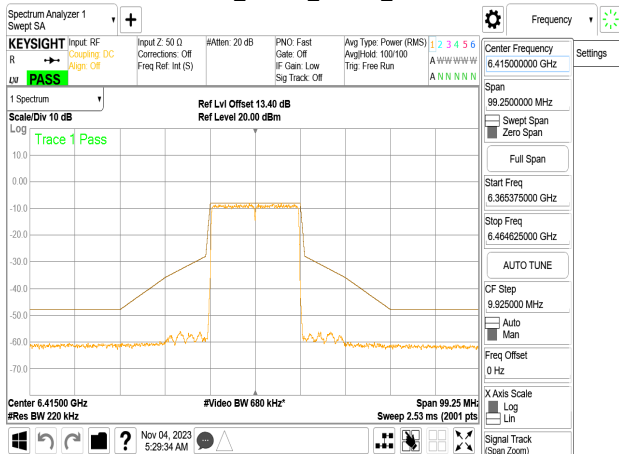 Spectrum Analyzer 1
Swept SA
Frequency
KEYSIGHT
R
LXI
PASS
Input: RF
Coupling: DC
Align: Off
Input Z: 50 Ω
Corrections: Off
Freq Ref: Int (S)
#Atten: 20 dB
PNO: Fast
Gate: Off
IF Gain: Low
Sig Track: Off
Avg Type: Power (RMS)
Avg|Hold: 100/100
Trig: Free Run
1 2 3 4 5 6
A W W W W W
A N N N N N
Center Frequency
6.415000000 GHz
Settings
Span
99.2500000 MHz
Swept Span
Zero Span
Full Span
Start Freq
6.365375000 GHz
Stop Freq
6.464625000 GHz
AUTO TUNE
CF Step
9.925000 MHz
Auto
Man
Freq Offset
0 Hz
X Axis Scale
Log
Lin
Signal Track
(Span Zoom)
1 Spectrum
Scale/Div 10 dB
Ref Lvl Offset 13.40 dB
Ref Level 20.00 dBm
Log
Trace 1 Pass
10.0
0.00
-10.0
-20.0
-30.0
-40.0
-50.0
-60.0
-70.0
Center 6.41500 GHz
#Res BW 220 kHz
#Video BW 680 kHz*
Span 99.25 MHz
Sweep 2.53 ms (2001 pts
?
Nov 04, 2023
5:29:34 AM